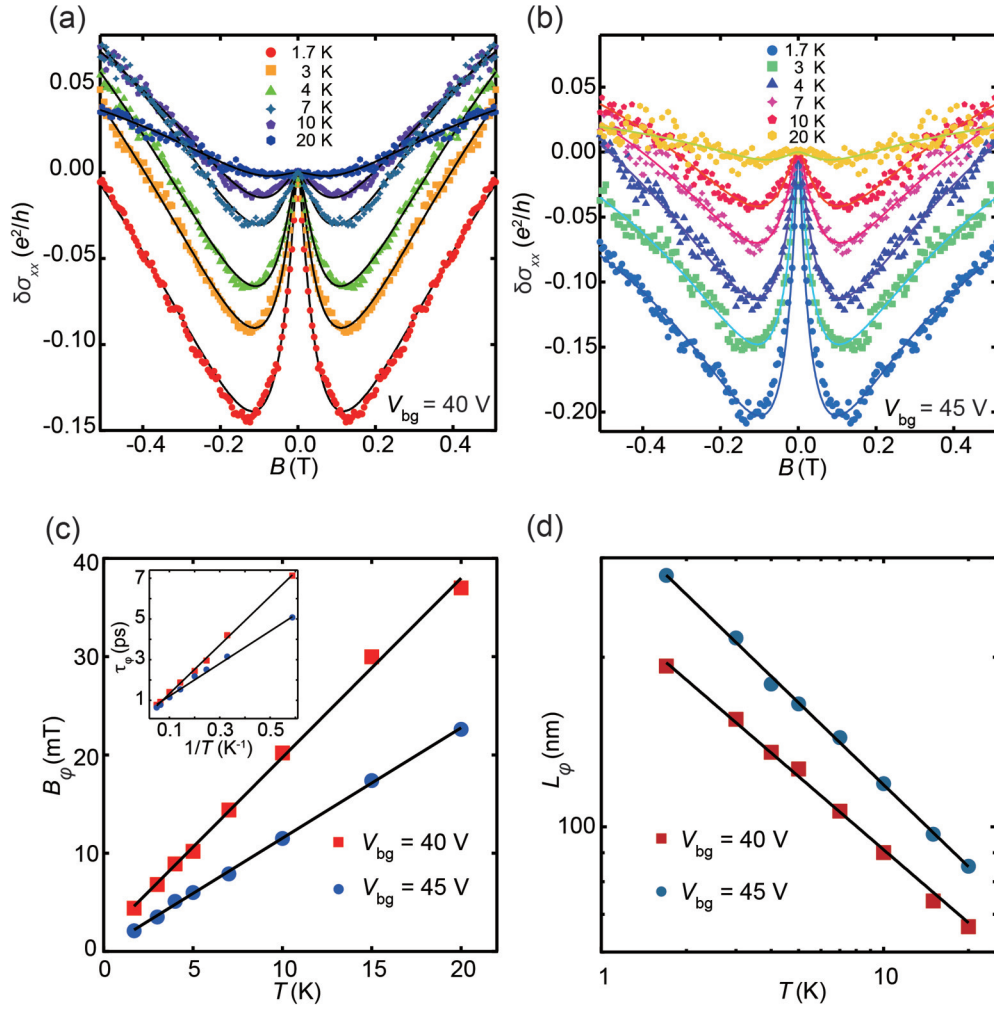 (a)
(b)
1.7 K
3 K
4 K
7 K
10 K
20 K
0.05
0.00
-0.05
-0.10
-0.15
δσxx (e²/h)
-0.4 -0.2 0.0 0.2 0.4
B (T)
Vbg = 40 V
1.7 K
3 K
4 K
7 K
10 K
20 K
0.05
0.00
-0.05
-0.10
-0.15
-0.20
δσxx (e²/h)
-0.4 -0.2 0.0 0.2 0.4
B (T)
Vbg = 45 V
(c)
(d)
40
30
20
10
0
Bφ (mT)
0 5 10 15 20
T (K)
7
5
3
1
τφ (ps)
0.1 0.3 0.5
1/T (K⁻¹)
Vbg = 40 V
Vbg = 45 V
100
Lφ (nm)
1 10
T (K)
Vbg = 40 V
Vbg = 45 V